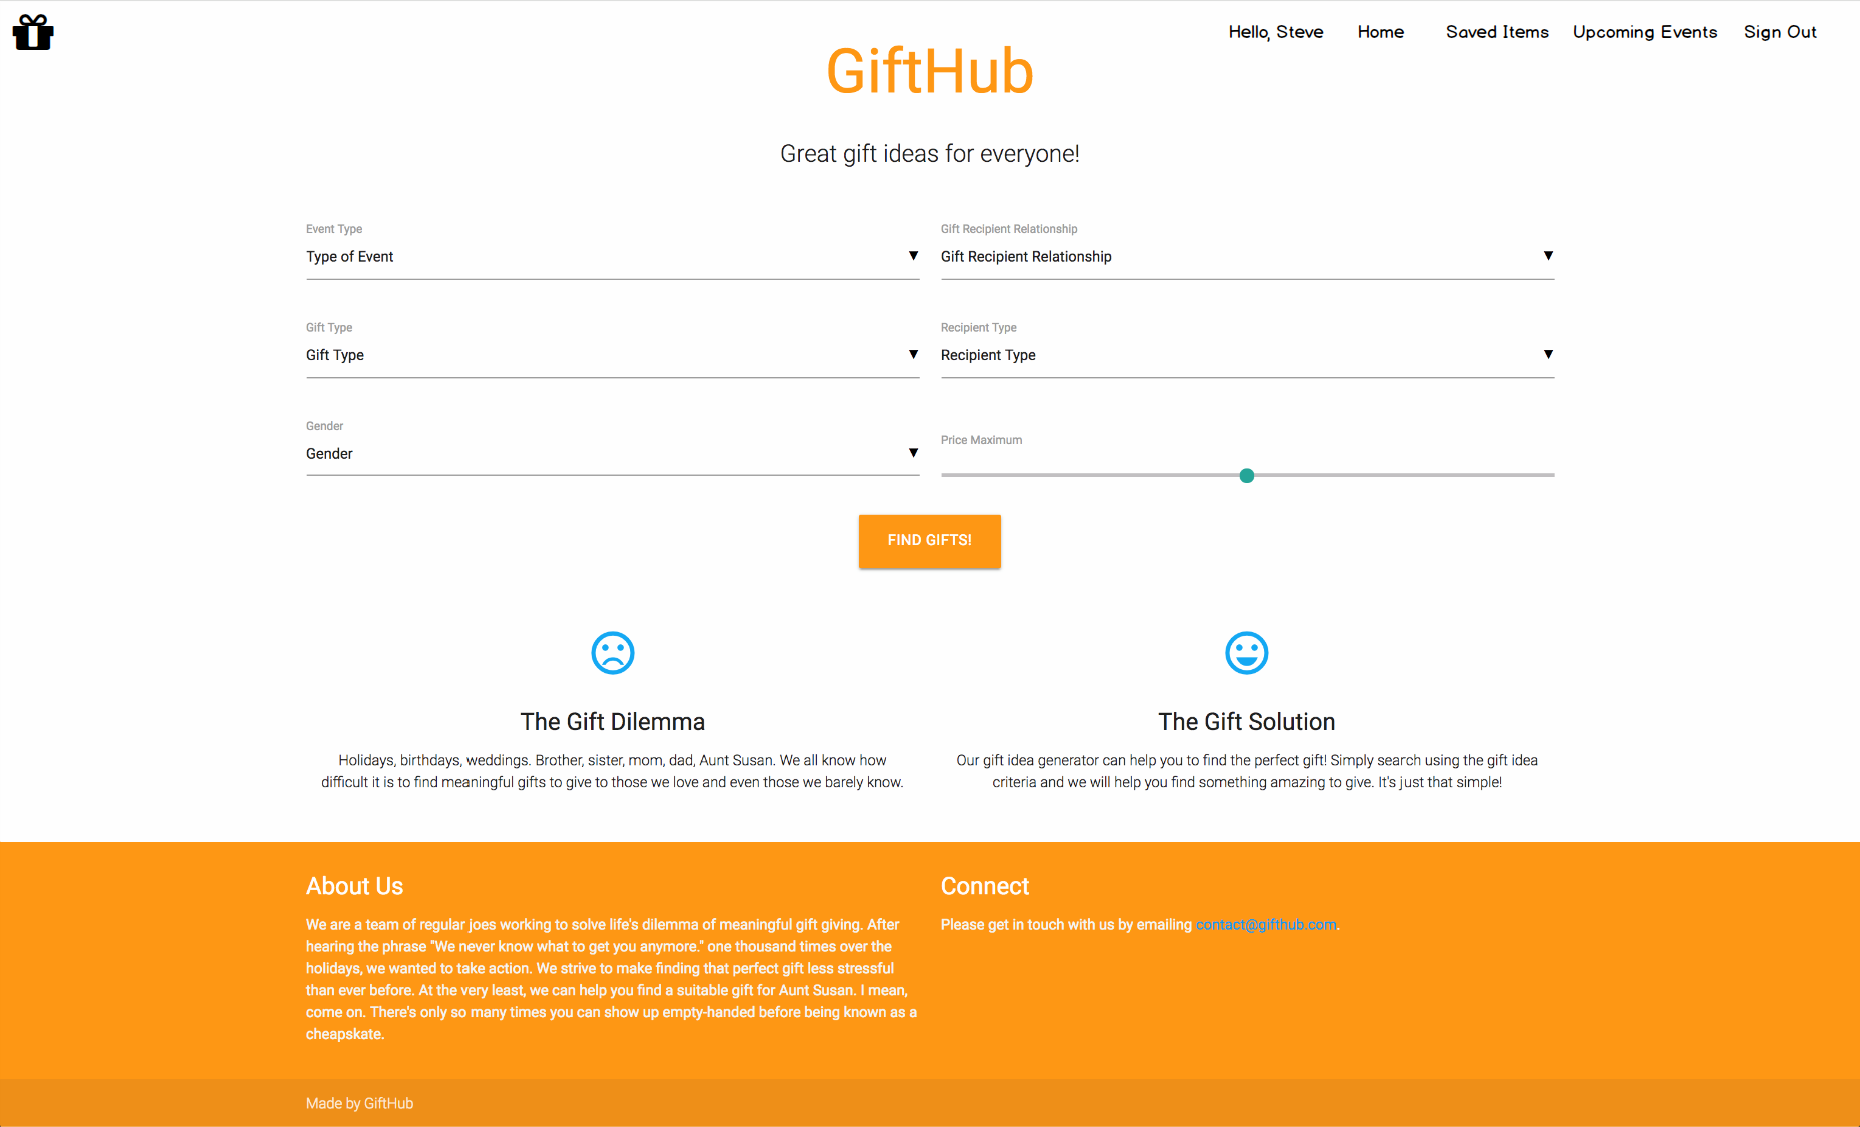 Hello, Steve Home Saved Items Upcoming Events Sign Out
GiftHub
Great gift ideas for everyone!
Event Type
Type of Event ▼
Gift Recipient Relationship
Gift Recipient Relationship ▼
Gift Type
Gift Type ▼
Recipient Type
Recipient Type ▼
Gender
Gender ▼
Price Maximum
FIND GIFTS!
The Gift Dilemma
Holidays, birthdays, weddings. Brother, sister, mom, dad, Aunt Susan. We all know how
difficult it is to find meaningful gifts to give to those we love and even those we barely know.
The Gift Solution
Our gift idea generator can help you to find the perfect gift! Simply search using the gift idea
criteria and we will help you find something amazing to give. It's just that simple!
About Us
We are a team of regular joes working to solve life's dilemma of meaningful gift giving. After
hearing the phrase "We never know what to get you anymore." one thousand times over the
holidays, we wanted to take action. We strive to make finding that perfect gift less stressful
than ever before. At the very least, we can help you find a suitable gift for Aunt Susan. I mean,
come on. There's only so many times you can show up empty-handed before being known as a
cheapskate.
Connect
Please get in touch with us by emailing contact@gifthub.com.
Made by GiftHub